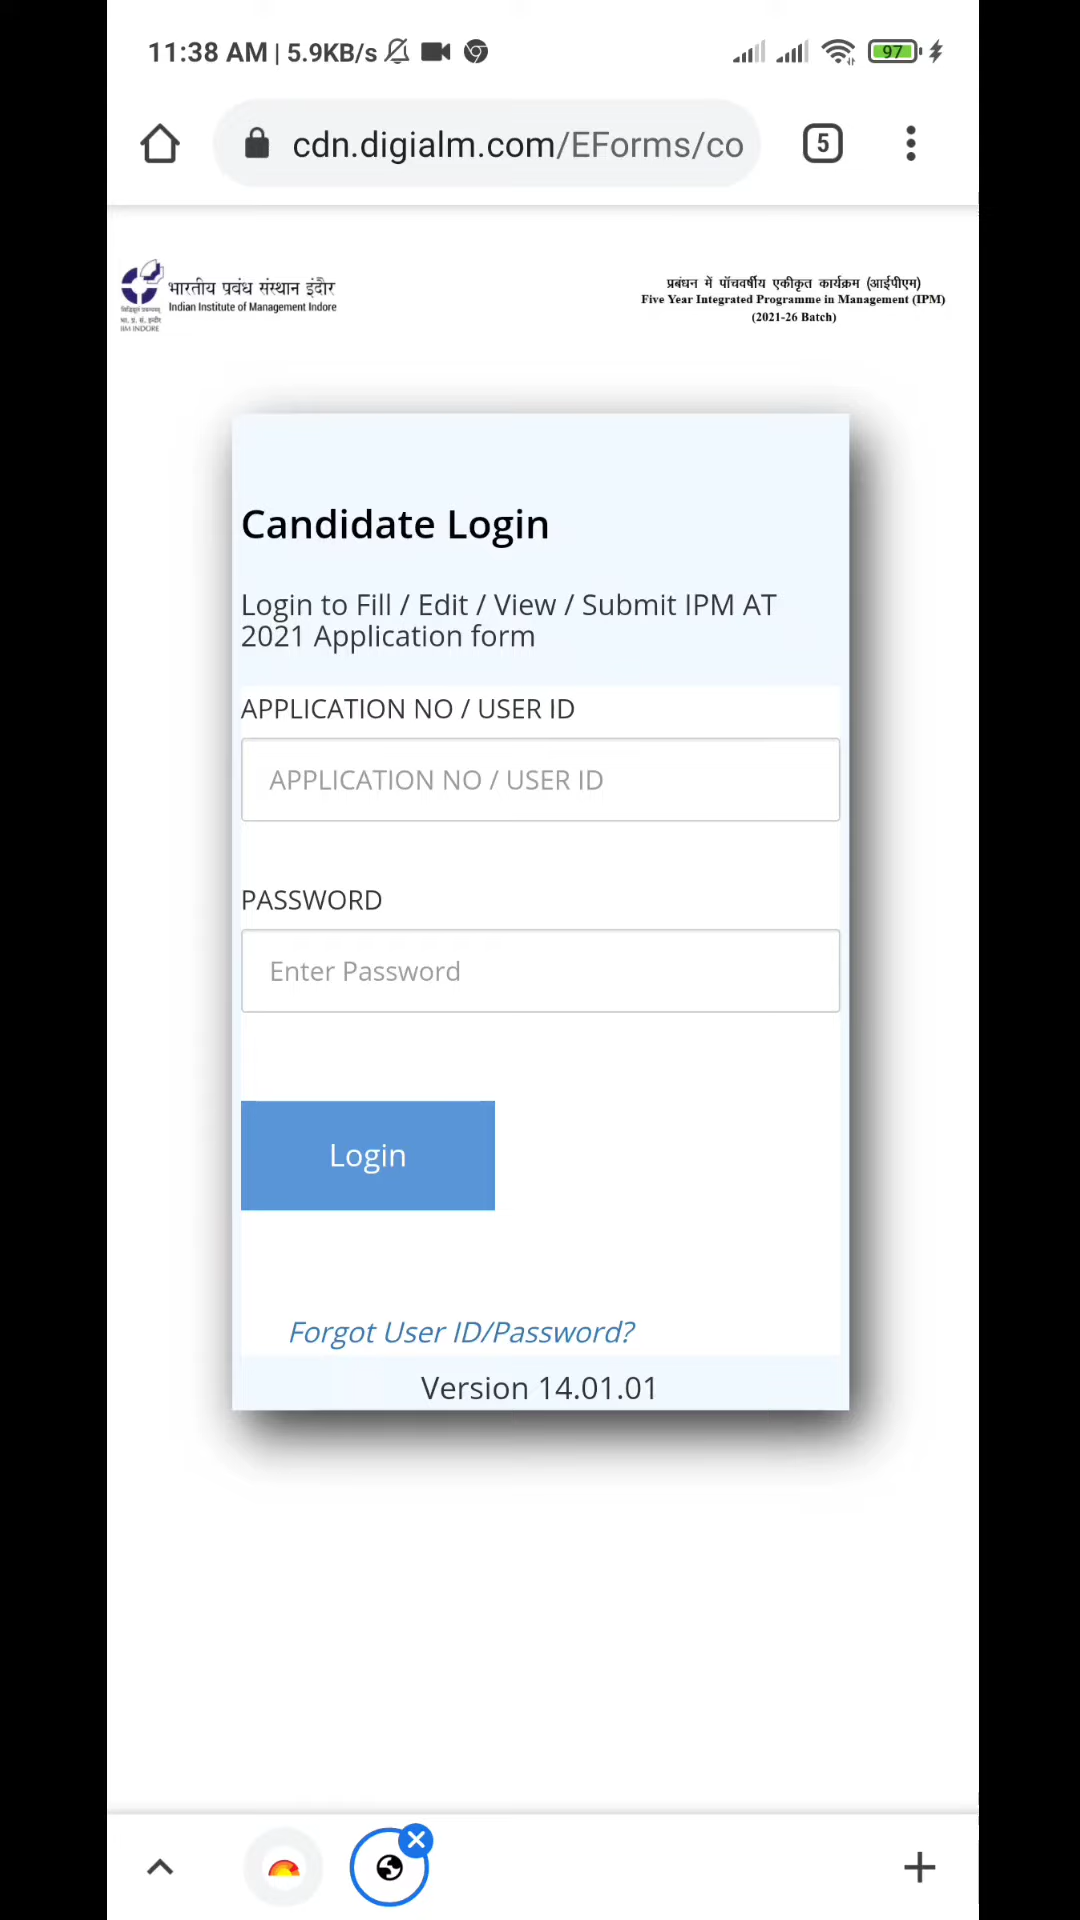 11:38 AM | 5.9KB/s
97
cdn.digialm.com/EForms/co
5
भारतीय प्रबंध संस्थान इंदौर
Indian Institute of Management Indore
IIM INDORE
प्रबंधन में पाँचवर्षीय एकीकृत कार्यक्रम (आईपीएम)
Five Year Integrated Programme in Management (IPM)
(2021-26 Batch)
Candidate Login
Login to Fill / Edit / View / Submit IPM AT
2021 Application form
APPLICATION NO / USER ID
APPLICATION NO / USER ID
PASSWORD
Enter Password
Login
Forgot User ID/Password?
Version 14.01.01